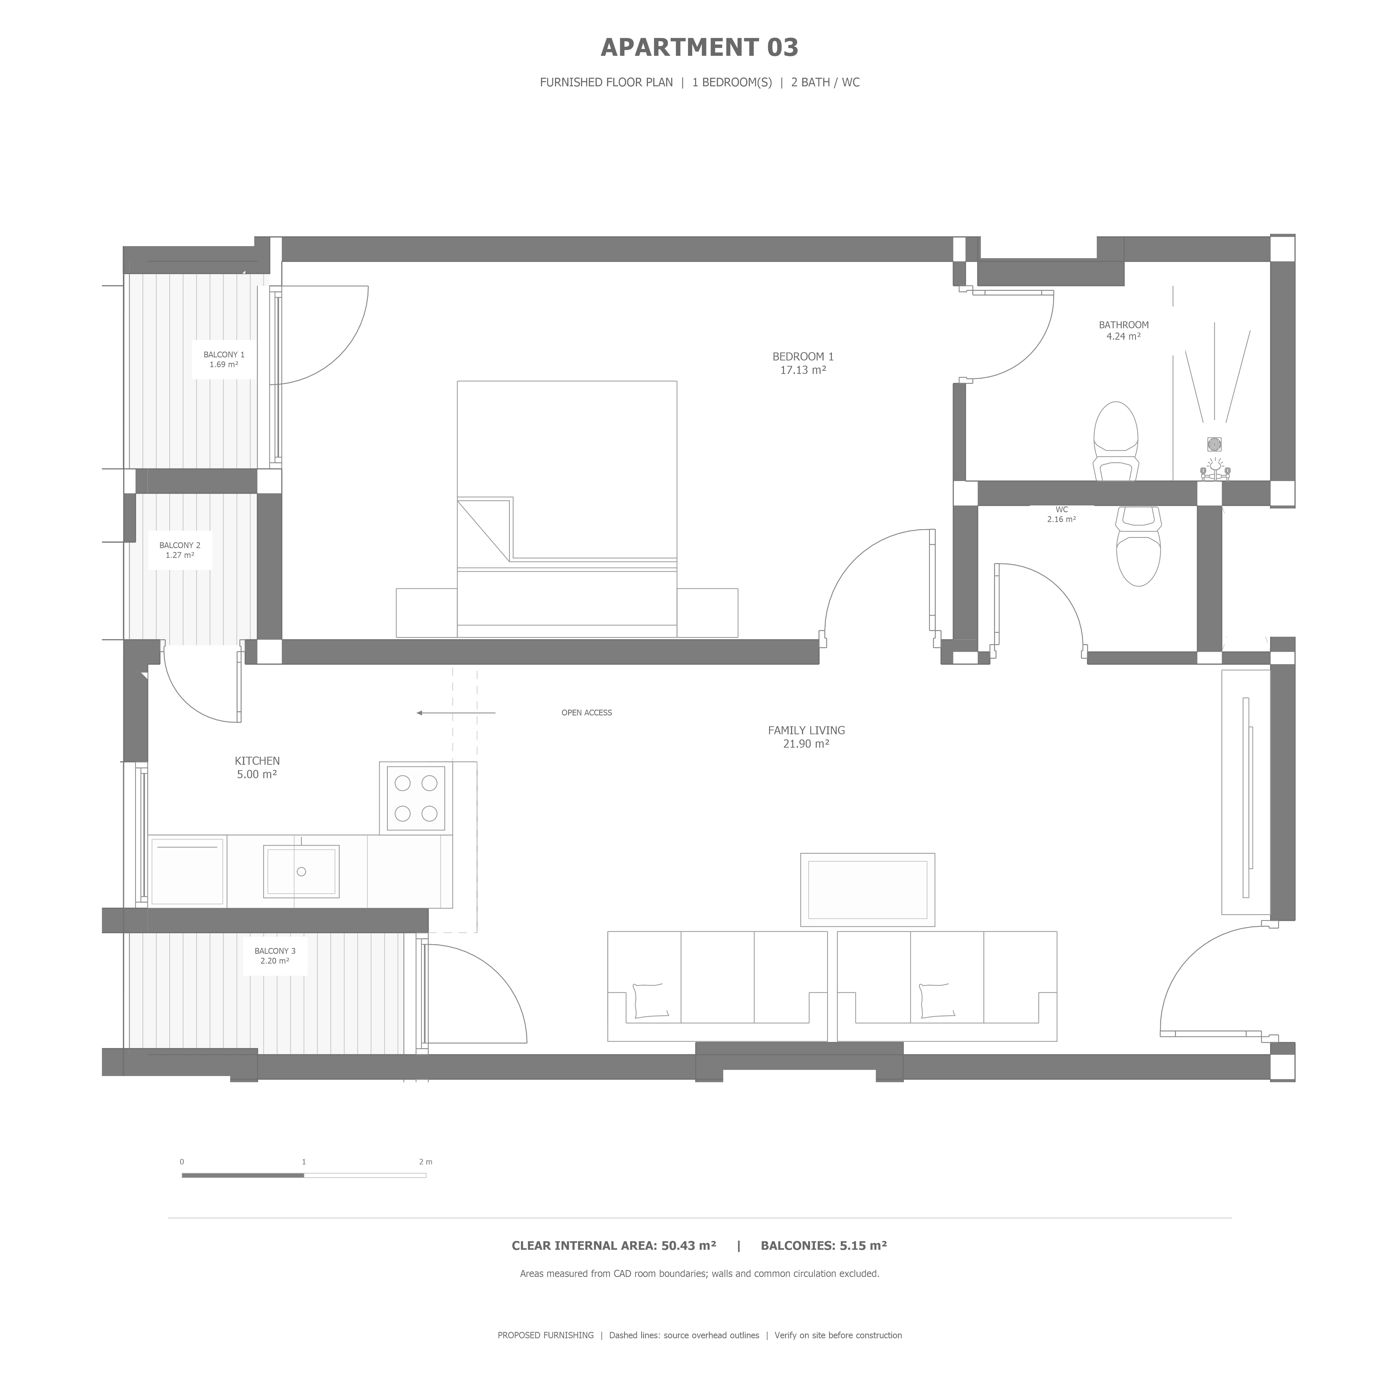 APARTMENT 03
FURNISHED FLOOR PLAN | 1 BEDROOM(S) | 2 BATH / WC
BATHROOM
4.24 m²
BALCONY 1
1.69 m²
BEDROOM 1
17.13 m²
WC
2.16 m²
BALCONY 2
1.27 m²
OPEN ACCESS
FAMILY LIVING
21.90 m²
KITCHEN
5.00 m²
BALCONY 3
2.20 m²
0 1 2 m
CLEAR INTERNAL AREA: 50.43 m² | BALCONIES: 5.15 m²
Areas measured from CAD room boundaries; walls and common circulation excluded.
PROPOSED FURNISHING | Dashed lines: source overhead outlines | Verify on site before construction